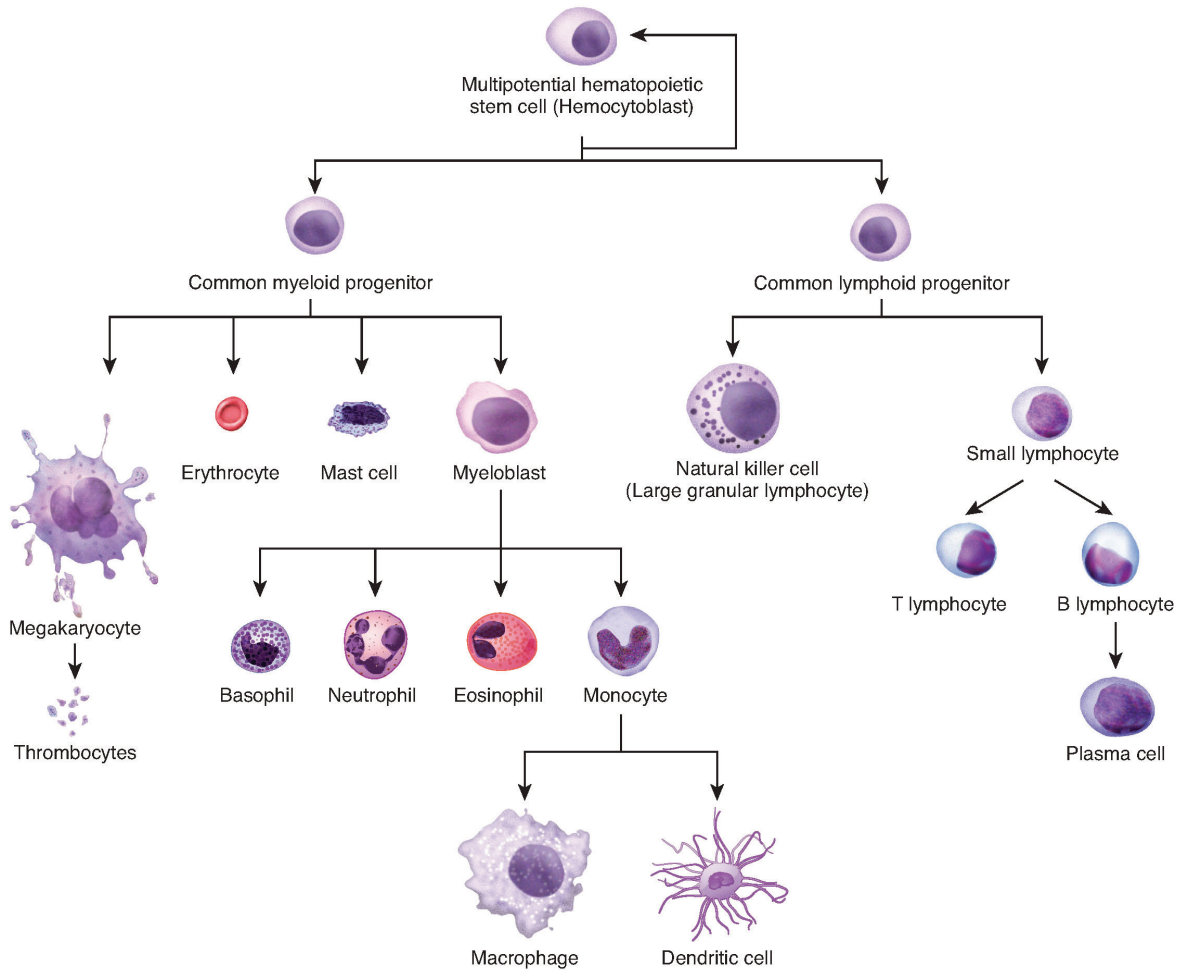 Multipotential hematopoietic
stem cell (Hemocytoblast)
Common myeloid progenitor
Common lymphoid progenitor
Erythrocyte
Mast cell
Myeloblast
Natural killer cell
(Large granular lymphocyte)
Small lymphocyte
T lymphocyte
B lymphocyte
Megakaryocyte
Basophil
Neutrophil
Eosinophil
Monocyte
Thrombocytes
Plasma cell
Macrophage
Dendritic cell